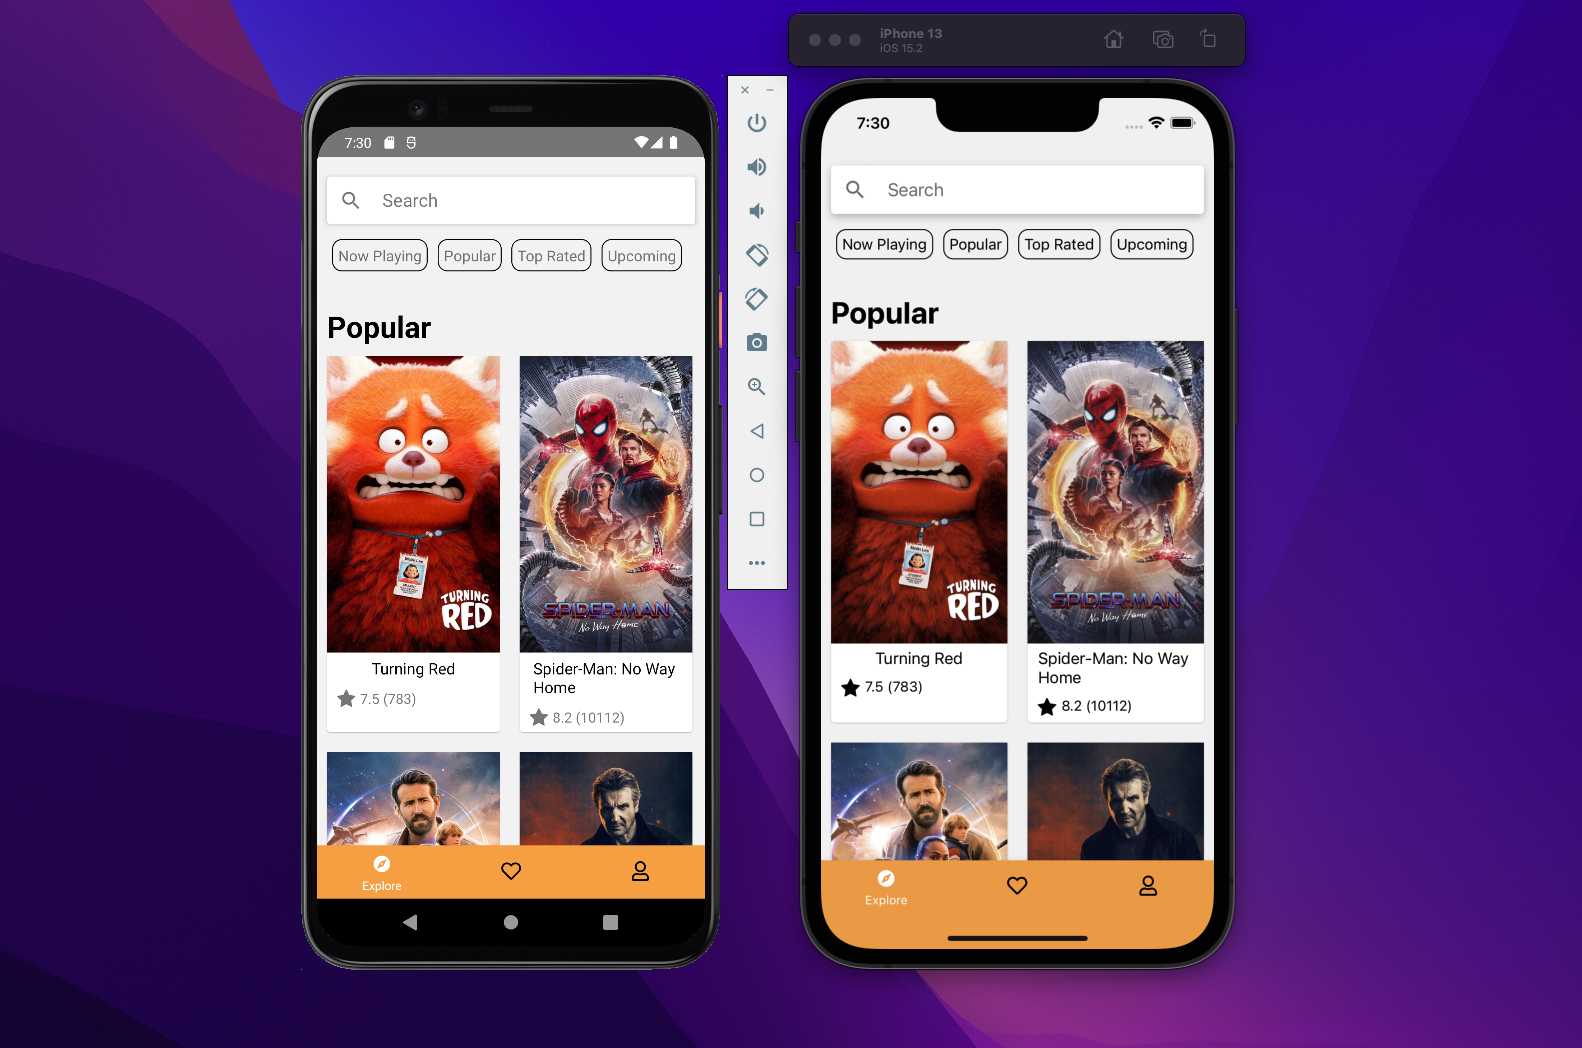 iPhone 13
iOS 15.2
7:30
Search
Now Playing
Popular
Top Rated
Upcoming
Popular
TURNING
RED
SPIDER-MAN
No Way Home
Turning Red
7.5 (783)
Spider-Man: No Way
Home
8.2 (10112)
Explore
7:30
Search
Now Playing
Popular
Top Rated
Upcoming
Popular
TURNING
RED
SPIDER-MAN
No Way Home
Turning Red
7.5 (783)
Spider-Man: No Way
Home
8.2 (10112)
Explore